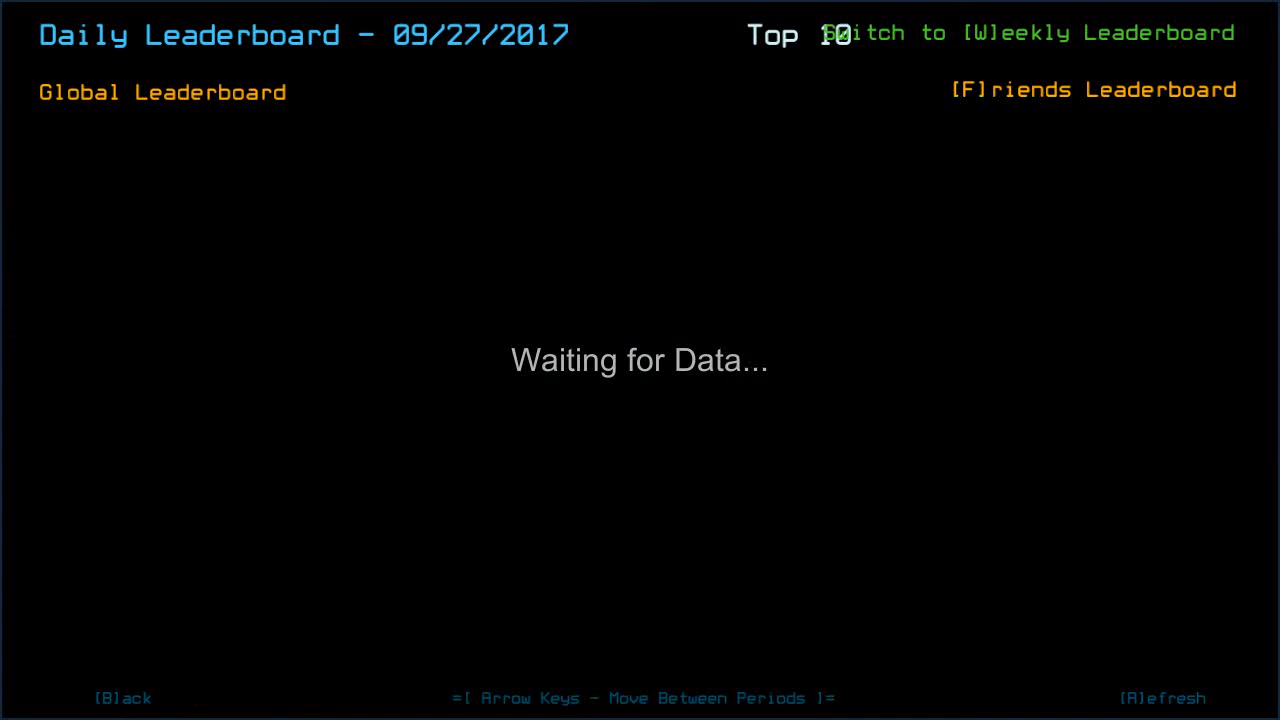 Daily Leaderboard - 09/27/2017 Top 10 Switch to [W]eekly Leaderboard
Global Leaderboard [F]riends Leaderboard
Waiting for Data...
[B]ack =[ Arrow Keys - Move Between Periods ]= [R]efresh